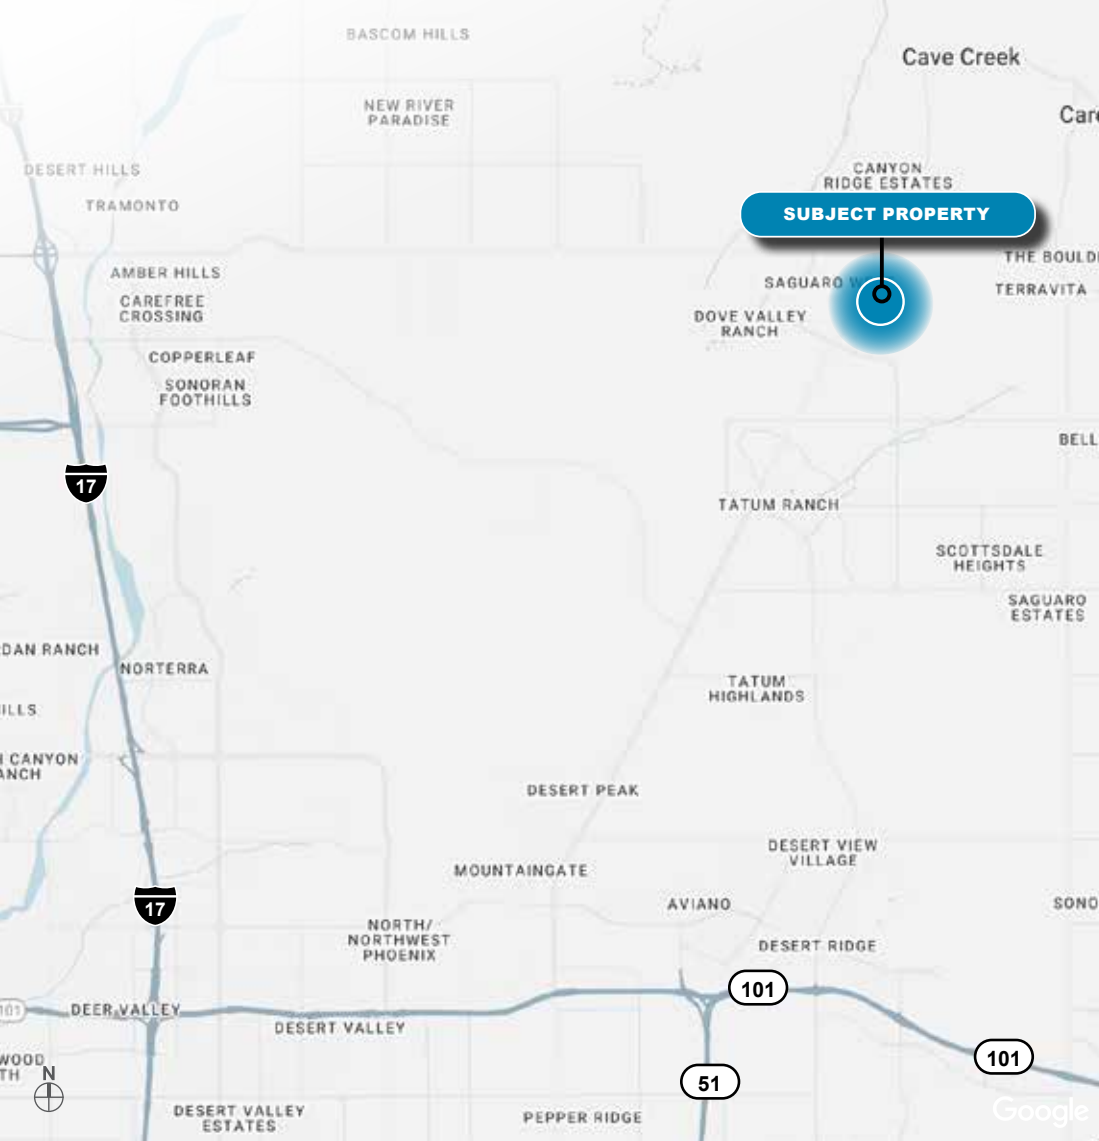 BASCOM HILLS
Cave Creek
NEW RIVER
PARADISE
DESERT HILLS
CANYON
RIDGE ESTATES
TRAMONTO
SUBJECT PROPERTY
THE BOULD
AMBER HILLS
SAGUARO W
TERRAVITA
CAREFREE
CROSSING
DOVE VALLEY
RANCH
COPPERLEAF
SONORAN
FOOTHILLS
BELL
17
TATUM RANCH
SCOTTSDALE
HEIGHTS
SAGUARO
ESTATES
DAN RANCH
NORTERRA
TATUM
HIGHLANDS
ILLS
CANYON
ANCH
DESERT PEAK
DESERT VIEW
VILLAGE
MOUNTAINGATE
17
AVIANO
SONO
NORTH/
NORTHWEST
PHOENIX
DESERT RIDGE
101
101
DEER VALLEY
DESERT VALLEY
101
WOOD
TH
N
51
DESERT VALLEY
ESTATES
PEPPER RIDGE
Google